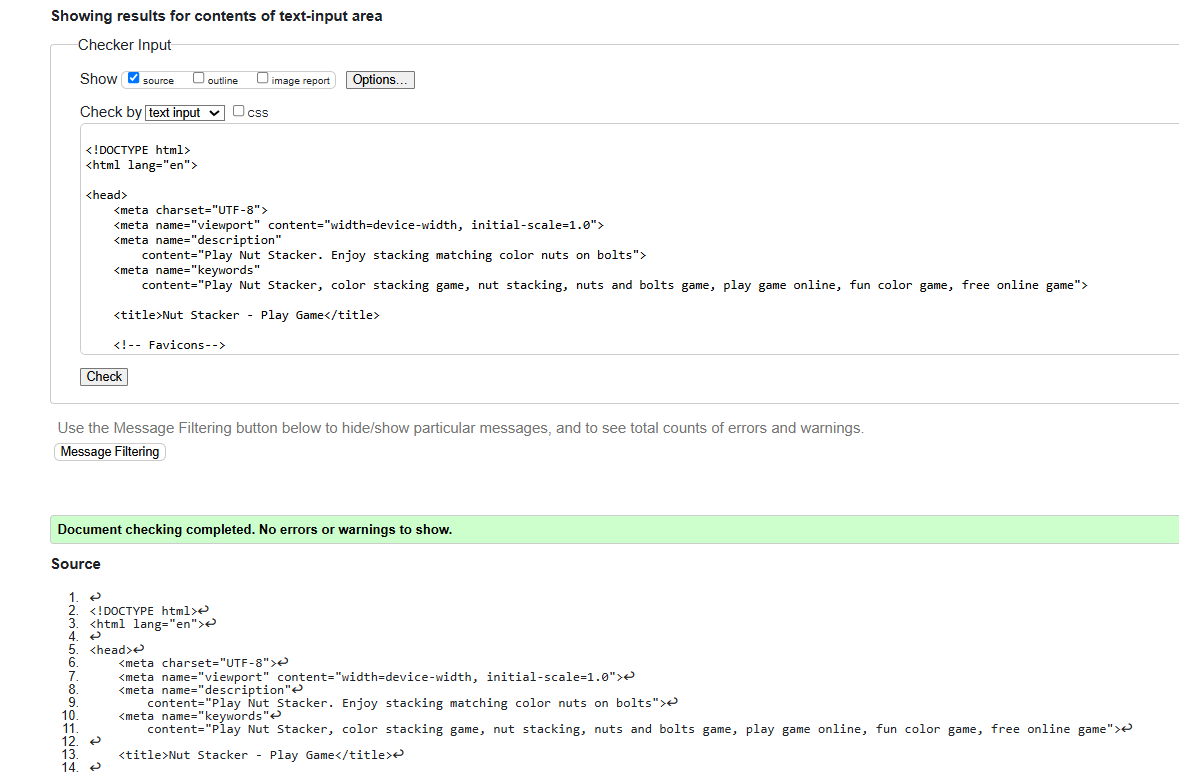 Showing results for contents of text-input area
Checker Input
Show source outline image report Options...
Check by text input css
<!DOCTYPE html>
<html lang="en">
<head>
<meta charset="UTF-8">
<meta name="viewport" content="width=device-width, initial-scale=1.0">
<meta name="description"
content="Play Nut Stacker. Enjoy stacking matching color nuts on bolts">
<meta name="keywords"
content="Play Nut Stacker, color stacking game, nut stacking, nuts and bolts game, play game online, fun color game, free online game">
<title>Nut Stacker - Play Game</title>
<!-- Favicons-->
Check
Use the Message Filtering button below to hide/show particular messages, and to see total counts of errors and warnings.
Message Filtering
Document checking completed. No errors or warnings to show.
Source
1. ↩
2. <!DOCTYPE html>↩
3. <html lang="en">↩
4. ↩
5. <head>↩
6. <meta charset="UTF-8">↩
7. <meta name="viewport" content="width=device-width, initial-scale=1.0">↩
8. <meta name="description"↩
9. content="Play Nut Stacker. Enjoy stacking matching color nuts on bolts">↩
10. <meta name="keywords"↩
11. content="Play Nut Stacker, color stacking game, nut stacking, nuts and bolts game, play game online, fun color game, free online game">↩
12. ↩
13. <title>Nut Stacker - Play Game</title>↩
14. ↩